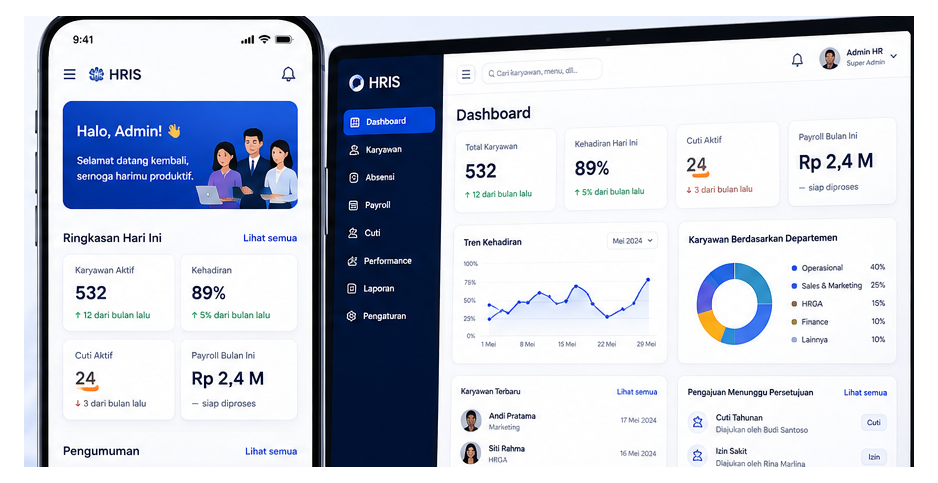 9:41
HRIS
Halo, Admin! 👋
Selamat datang kembali,
semoga harimu produktif.
Ringkasan Hari Ini
Lihat semua
Karyawan Aktif
532
↑ 12 dari bulan lalu
Kehadiran
89%
↑ 5% dari bulan lalu
Cuti Aktif
24
↓ 3 dari bulan lalu
Payroll Bulan Ini
Rp 2,4 M
— siap diproses
Pengumuman
Lihat semua
HRIS
Dashboard
Karyawan
Absensi
Payroll
Cuti
Performance
Laporan
Pengaturan
Cari karyawan, menu, dll..
Admin HR
Super Admin
Dashboard
Total Karyawan
532
↑ 12 dari bulan lalu
Kehadiran Hari Ini
89%
↑ 5% dari bulan lalu
Cuti Aktif
24
↓ 3 dari bulan lalu
Payroll Bulan Ini
Rp 2,4 M
— siap diproses
Tren Kehadiran
Mei 2024
100%
75%
50%
25%
0%
1 Mei
8 Mei
15 Mei
22 Mei
29 Mei
Karyawan Berdasarkan Departemen
Operasional 40%
Sales & Marketing 25%
HRGA 15%
Finance 10%
Lainnya 10%
Karyawan Terbaru
Lihat semua
Andi Pratama
Marketing
17 Mei 2024
Siti Rahma
HRGA
16 Mei 2024
Pengajuan Menunggu Persetujuan
Lihat semua
Cuti Tahunan
Diajukan oleh Budi Santoso
Cuti
Izin Sakit
Diajukan oleh Rina Marlina
Izin